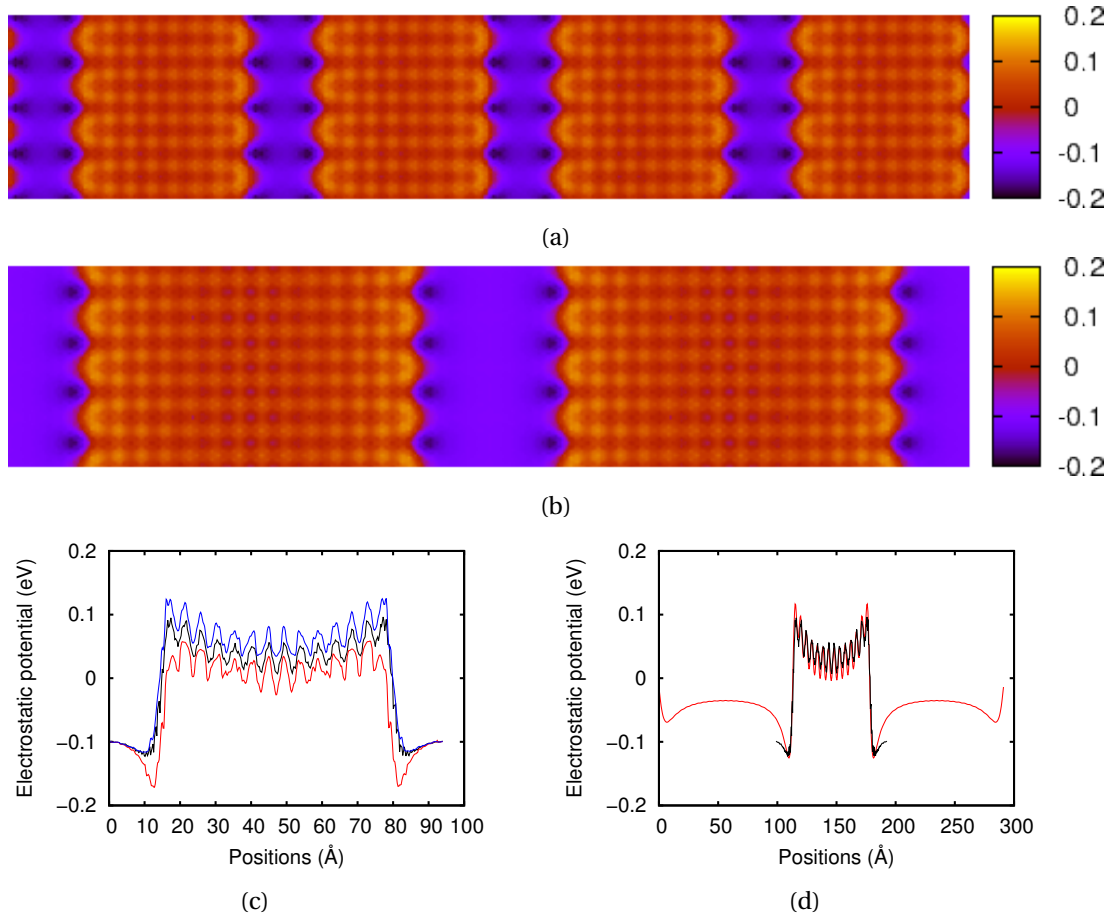 0.2
0.1
0
-0.1
-0.2
(a)
0.2
0.1
0
-0.1
-0.2
(b)
0.2
0.1
0
−0.1
−0.2
Electrostatic potential (eV)
0 10 20 30 40 50 60 70 80 90 100
Positions (Å)
(c)
0.2
0.1
0
−0.1
−0.2
Electrostatic potential (eV)
0 50 100 150 200 250 300
Positions (Å)
(d)